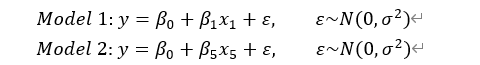 Model 1: y = β₀ + β₁x₁ + ε, ε~N(0, σ²)↵
Model 2: y = β₀ + β₅x₅ + ε, ε~N(0, σ²)↵